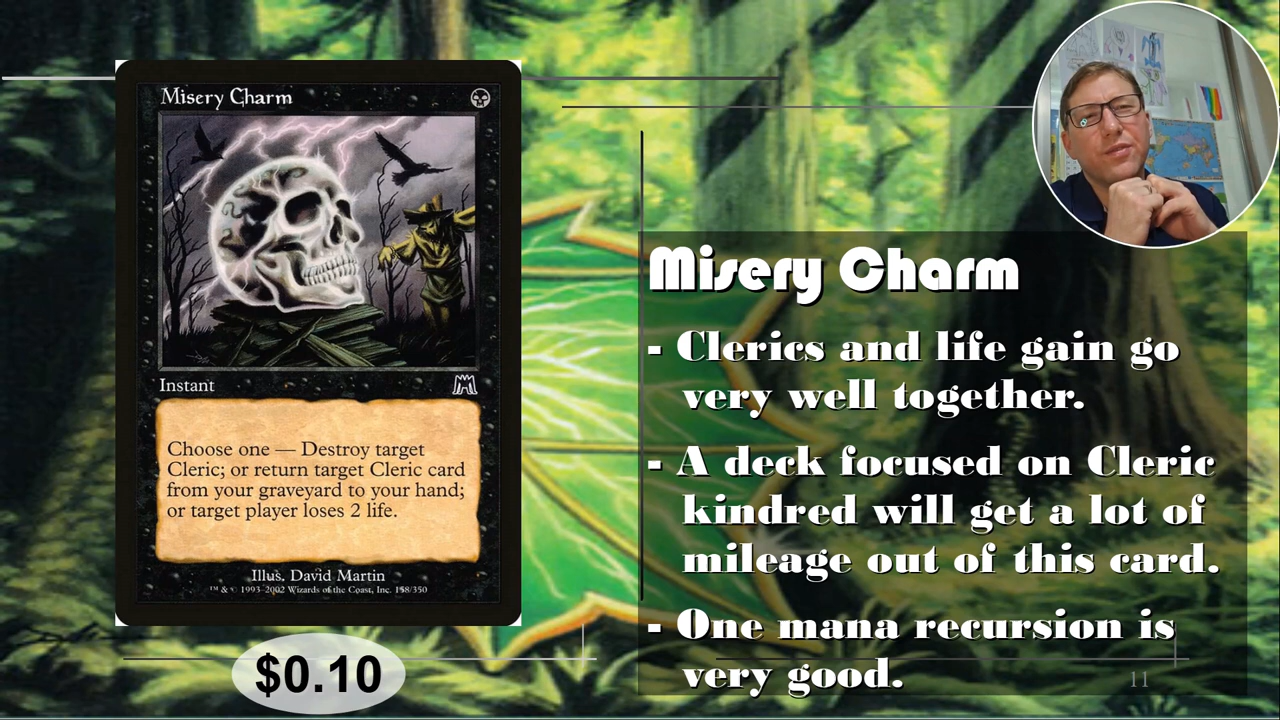 Misery Charm
Instant
Choose one — Destroy target
Cleric; or return target Cleric card
from your graveyard to your hand;
or target player loses 2 life.
Illus. David Martin
™ & © 1993-2002 Wizards of the Coast, Inc. 158/350
$0.10
Misery Charm
- Clerics and life gain go
very well together.
- A deck focused on Cleric
kindred will get a lot of
mileage out of this card.
- One mana recursion is
very good.
11